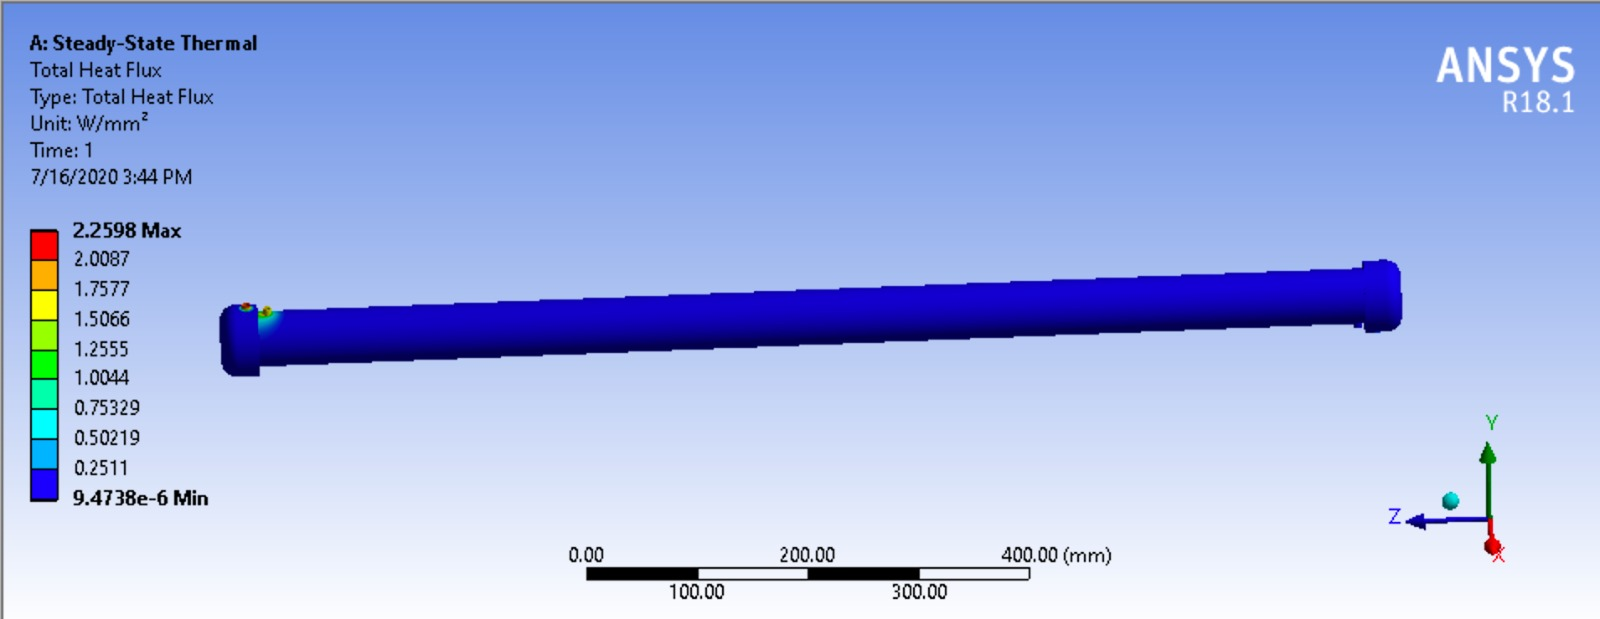 A: Steady-State Thermal
Total Heat Flux
Type: Total Heat Flux
Unit: W/mm²
Time: 1
7/16/2020 3:44 PM
ANSYS
R18.1
2.2598 Max
2.0087
1.7577
1.5066
1.2555
1.0044
0.75329
0.50219
0.2511
9.4738e-6 Min
0.00 200.00 400.00 (mm)
100.00 300.00
Y
Z
X